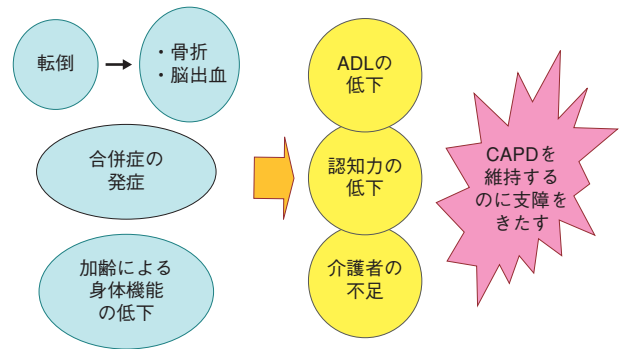 転倒
・骨折
・脳出血
合併症の
発症
加齢による
身体機能
の低下
ADLの
低下
認知力の
低下
介護者の
不足
CAPDを
維持する
のに支障を
きたす